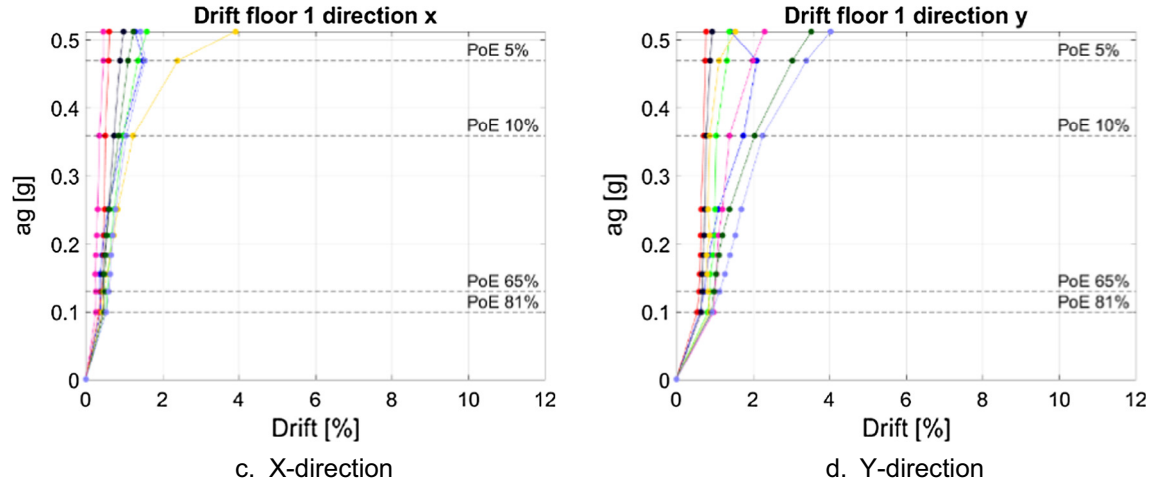 Drift floor 1 direction x
0.5
0.4
0.3
0.2
0.1
0
ag [g]
PoE 5%
PoE 10%
PoE 65%
PoE 81%
0 2 4 6 8 10 12
Drift [%]
c. X-direction
Drift floor 1 direction y
0.5
0.4
0.3
0.2
0.1
0
ag [g]
PoE 5%
PoE 10%
PoE 65%
PoE 81%
0 2 4 6 8 10 12
Drift [%]
d. Y-direction